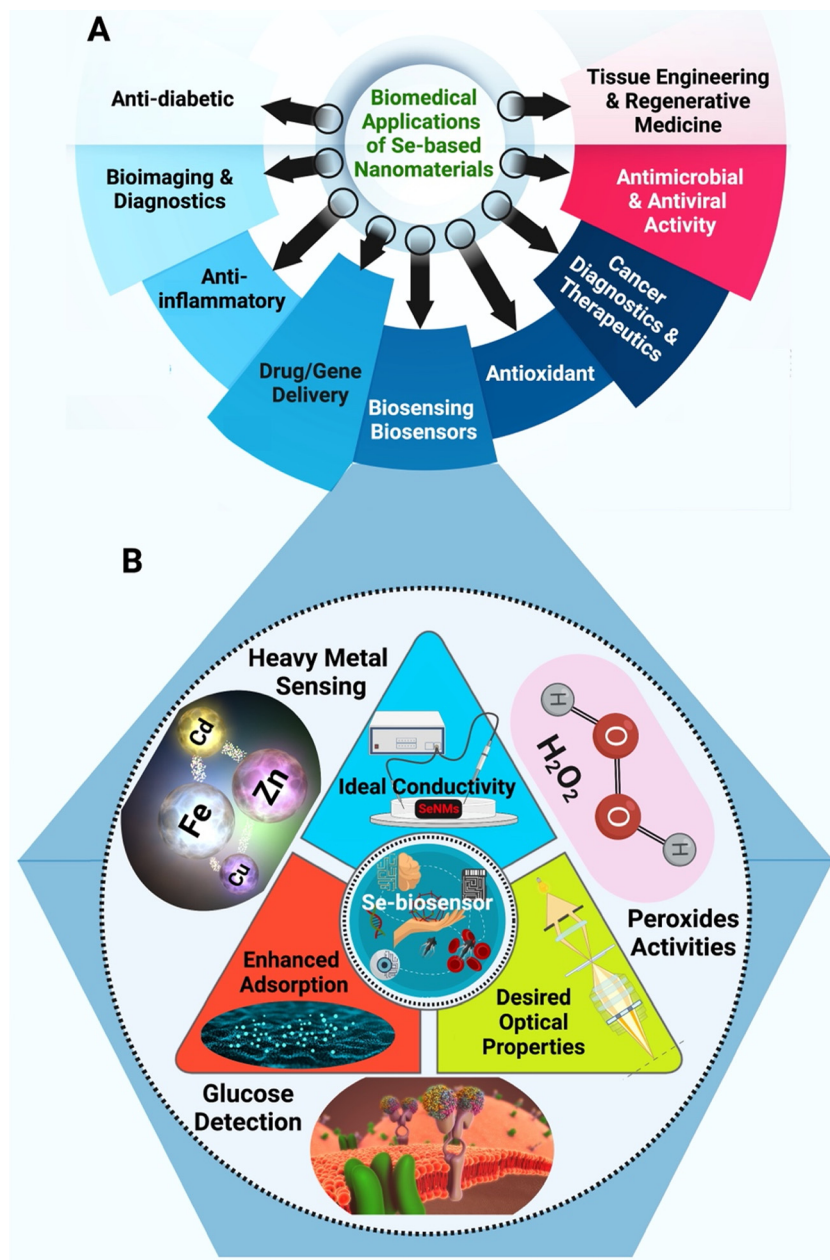 A
Biomedical
Applications
of Se-based
Nanomaterials
Anti-diabetic
Bioimaging &
Diagnostics
Anti-
inflammatory
Drug/Gene
Delivery
Biosensing
Biosensors
Antioxidant
Cancer
Diagnostics &
Therapeutics
Antimicrobial
& Antiviral
Activity
Tissue Engineering
& Regenerative
Medicine
B
Heavy Metal
Sensing
Cd
Zn
Fe
Cu
Ideal Conductivity
SeNMs
H
O
H₂O₂
O
H
Peroxides
Activities
Se-biosensor
Enhanced
Adsorption
Desired
Optical
Properties
Glucose
Detection